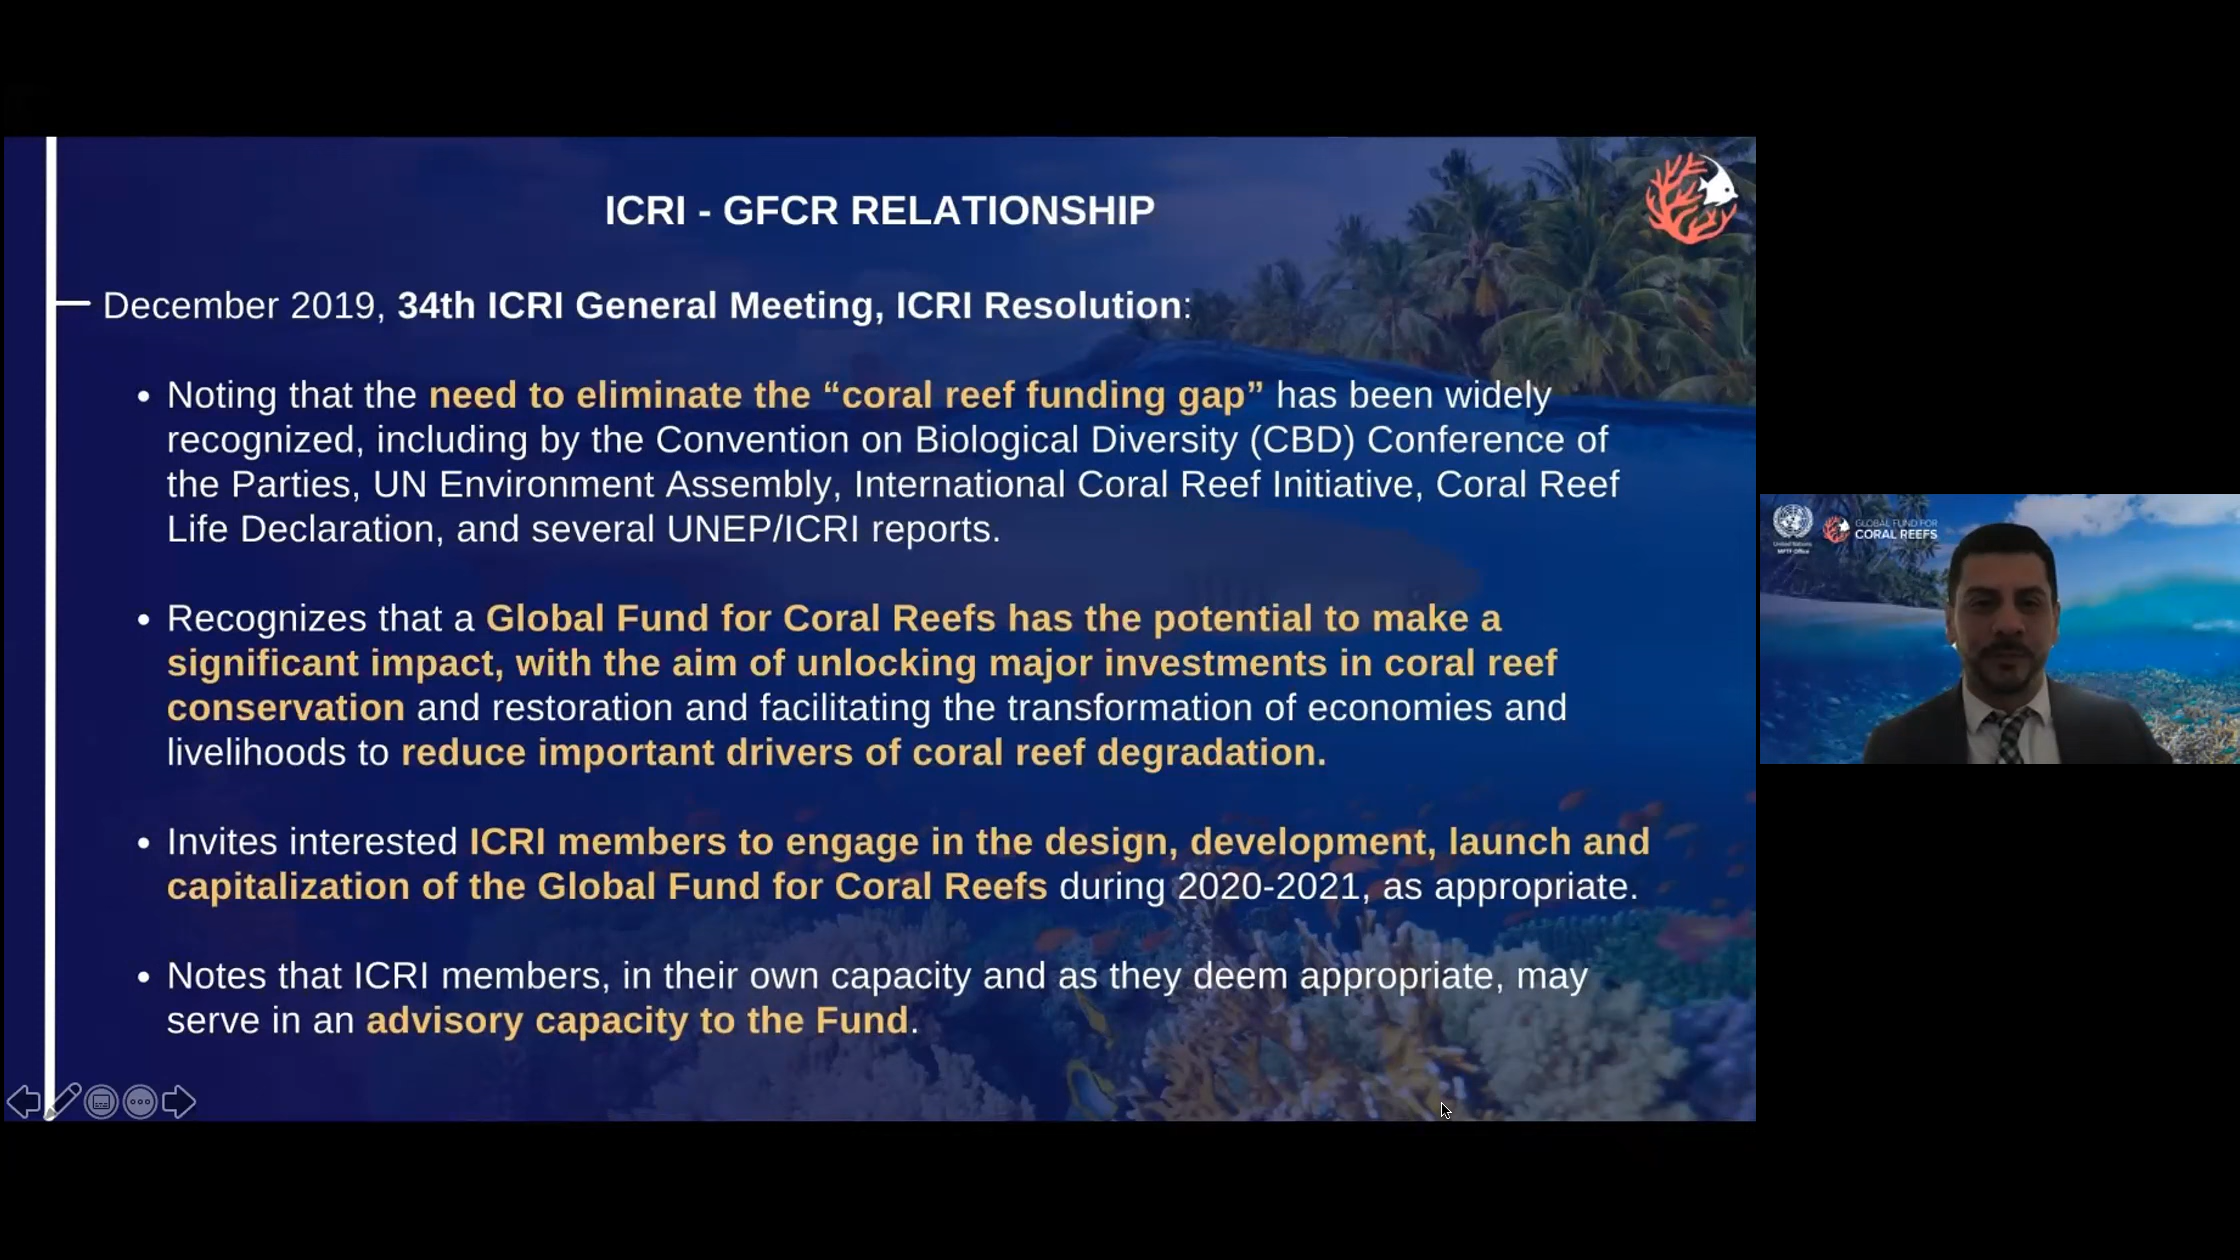 ICRI - GFCR RELATIONSHIP
December 2019, 34th ICRI General Meeting, ICRI Resolution:
• Noting that the need to eliminate the “coral reef funding gap” has been widely
recognized, including by the Convention on Biological Diversity (CBD) Conference of
the Parties, UN Environment Assembly, International Coral Reef Initiative, Coral Reef
Life Declaration, and several UNEP/ICRI reports.
• Recognizes that a Global Fund for Coral Reefs has the potential to make a
significant impact, with the aim of unlocking major investments in coral reef
conservation and restoration and facilitating the transformation of economies and
livelihoods to reduce important drivers of coral reef degradation.
• Invites interested ICRI members to engage in the design, development, launch and
capitalization of the Global Fund for Coral Reefs during 2020-2021, as appropriate.
• Notes that ICRI members, in their own capacity and as they deem appropriate, may
serve in an advisory capacity to the Fund.
United Nations
MPTF Office
GLOBAL FUND FOR
CORAL REEFS